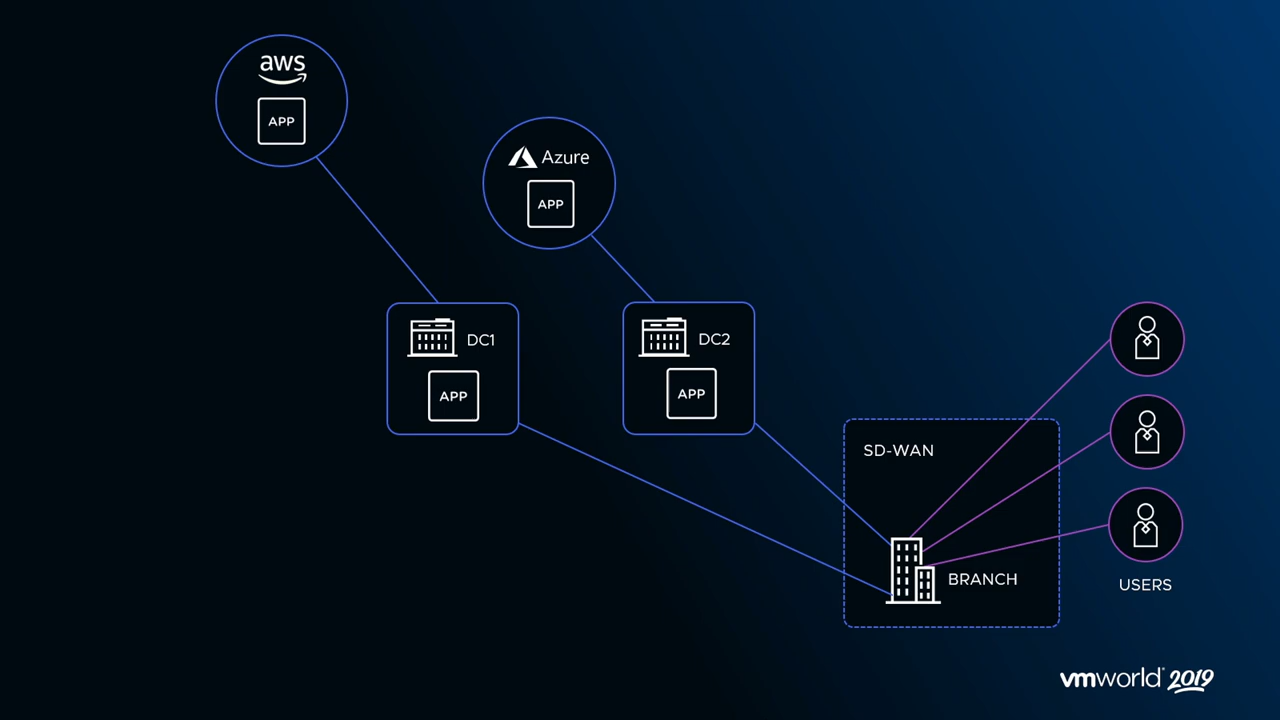 aws
APP
Azure
APP
DC1
APP
DC2
APP
SD-WAN
BRANCH
USERS
vmworld 2019